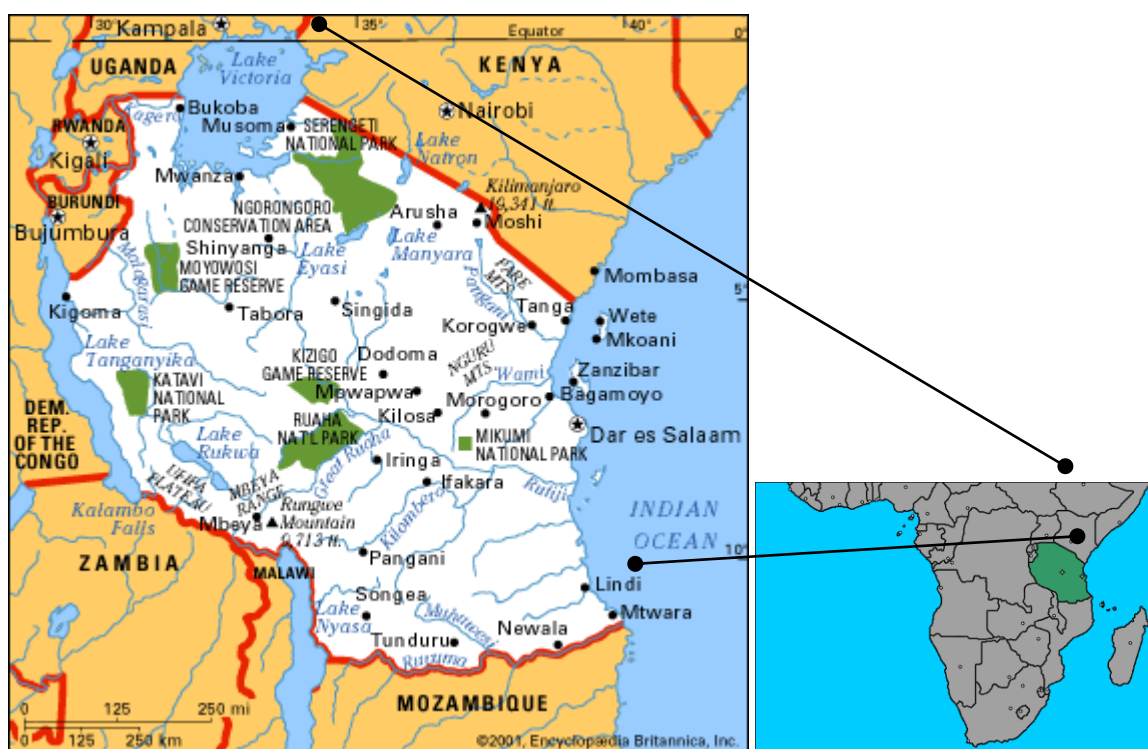 30°
35°
40°
Kampala
Equator
0°
UGANDA
Lake
Victoria
KENYA
Kagera
Bukoba
Musoma
Nairobi
SERENGETI
NATIONAL PARK
RWANDA
Kigali
Lake
Natron
Mwanza
Kilimanjaro
19,341 ft.
BURUNDI
Bujumbura
NGORONGORO
CONSERVATION AREA
Arusha
Moshi
Shinyanga
Lake
Eyasi
Lake
Manyara
MOYOWOSI
GAME RESERVE
Malagarasi
PARE
MTS
Pangani
Mombasa
5°
Kigoma
Tabora
Singida
Tanga
Korogwe
Wete
Mkoani
Lake
Tanganyika
KIZIGO
GAME RESERVE
Dodoma
NGURU
MTS
Wami
Zanzibar
KATAVI
NATIONAL
PARK
Mpwapwa
Bagamoyo
Kilosa
Morogoro
DEM.
REP.
OF THE
CONGO
RUAHA
NAT'L PARK
MIKUMI
NATIONAL PARK
Dar es Salaam
Lake
Rukwa
Great Ruaha
Iringa
Ifakara
Rufiji
UFIPA
PLATEAU
MBEYA
RANGE
Rungwe
Mountain
9,713 ft.
Kilombero
Kalambo
Falls
Mbeya
INDIAN
OCEAN
ZAMBIA
MALAWI
Pangani
10°
Lindi
Songea
Lake
Nyasa
Muhuwesi
Mtwara
Tunduru
Newala
Ruvuma
MOZAMBIQUE
0 125 250 mi
0 125 250 km
©2001, Encyclopædia Britannica, Inc.